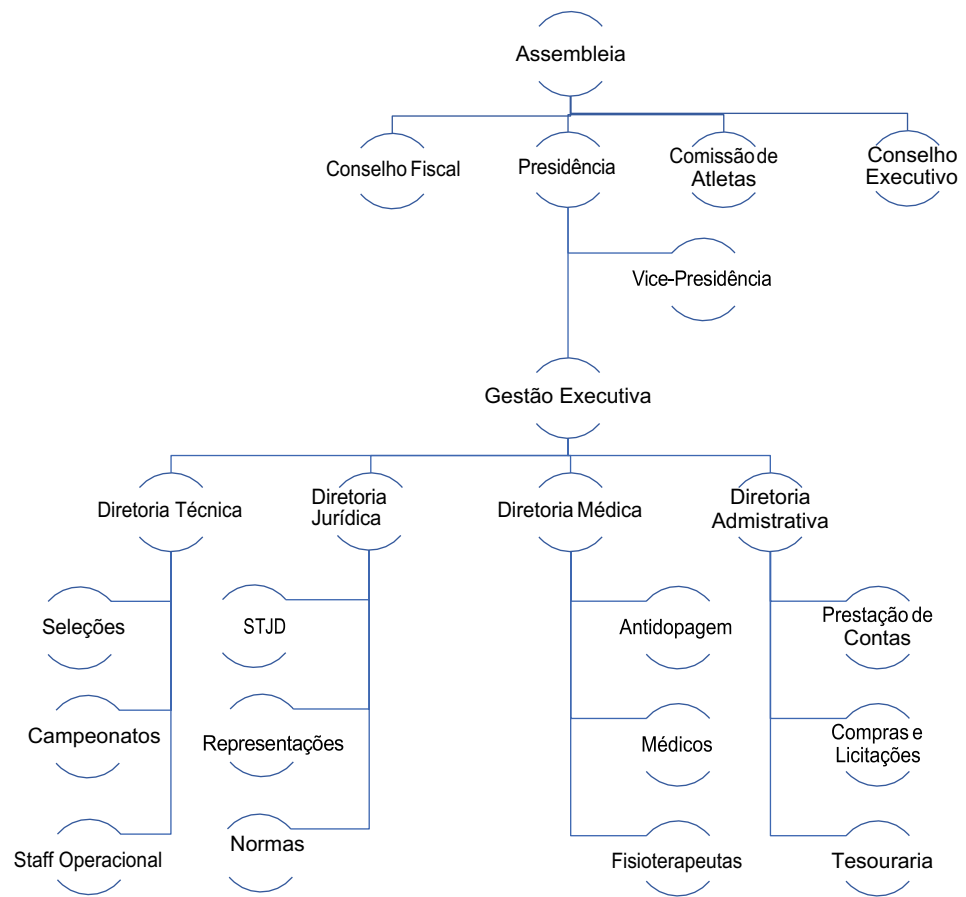 Assembleia
Conselho Fiscal
Presidência
Comissão de
Atletas
Conselho
Executivo
Vice-Presidência
Gestão Executiva
Diretoria Técnica
Diretoria
Jurídica
Diretoria Médica
Diretoria
Admistrativa
Seleções
STJD
Antidopagem
Prestação de
Contas
Campeonatos
Representações
Médicos
Compras e
Licitações
Staff Operacional
Normas
Fisioterapeutas
Tesouraria